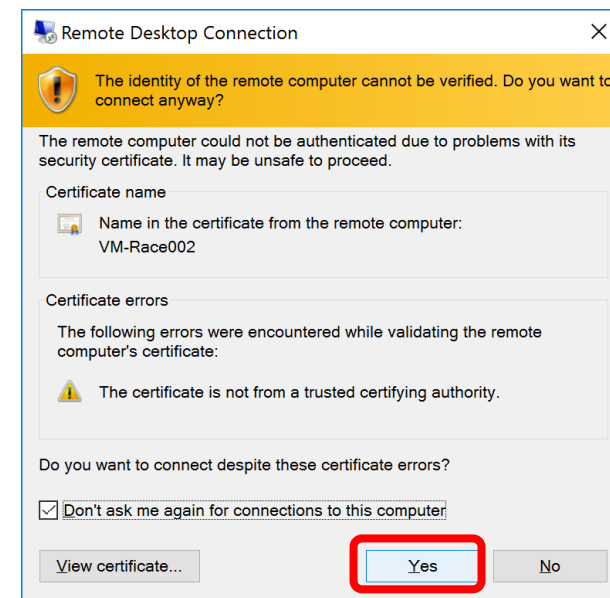 Remote Desktop Connection
The identity of the remote computer cannot be verified. Do you want to
connect anyway?
The remote computer could not be authenticated due to problems with its
security certificate. It may be unsafe to proceed.
Certificate name
Name in the certificate from the remote computer:
VM-Race002
Certificate errors
The following errors were encountered while validating the remote
computer's certificate:
The certificate is not from a trusted certifying authority.
Do you want to connect despite these certificate errors?
Don't ask me again for connections to this computer
View certificate... Yes No